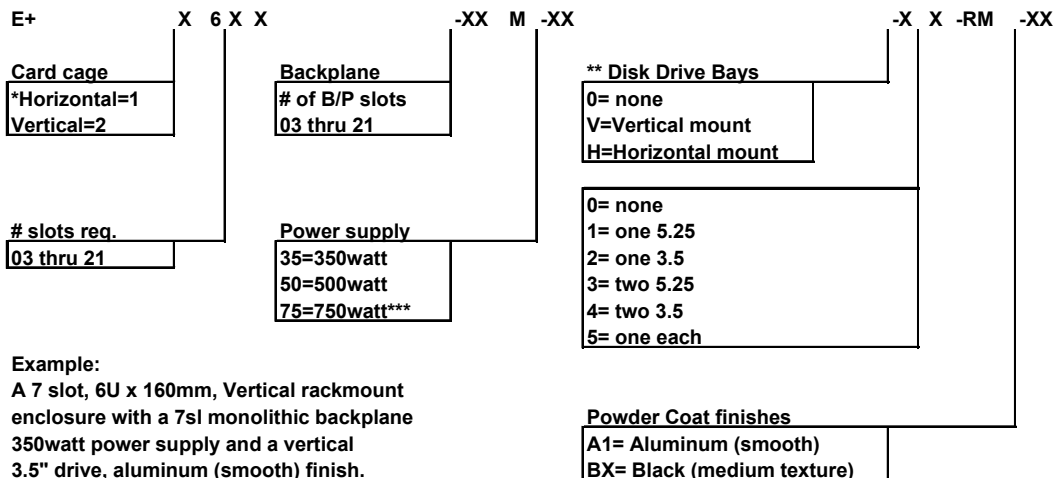 E+ X 6 X X -XX M -XX -X X -RM -XX
Card cage
*Horizontal=1
Vertical=2
Backplane
# of B/P slots
03 thru 21
** Disk Drive Bays
0= none
V=Vertical mount
H=Horizontal mount
# slots req.
03 thru 21
Power supply
35=350watt
50=500watt
75=750watt***
0= none
1= one 5.25
2= one 3.5
3= two 5.25
4= two 3.5
5= one each
Example:
A 7 slot, 6U x 160mm, Vertical rackmount
enclosure with a 7sl monolithic backplane
350watt power supply and a vertical
3.5" drive, aluminum (smooth) finish.
Powder Coat finishes
A1= Aluminum (smooth)
BX= Black (medium texture)